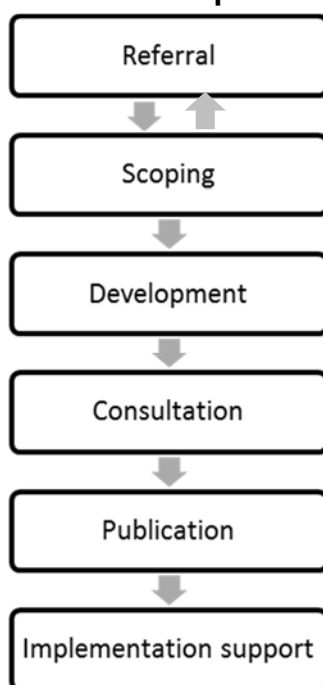 Referral
Scoping
Development
Consultation
Publication
Implementation support